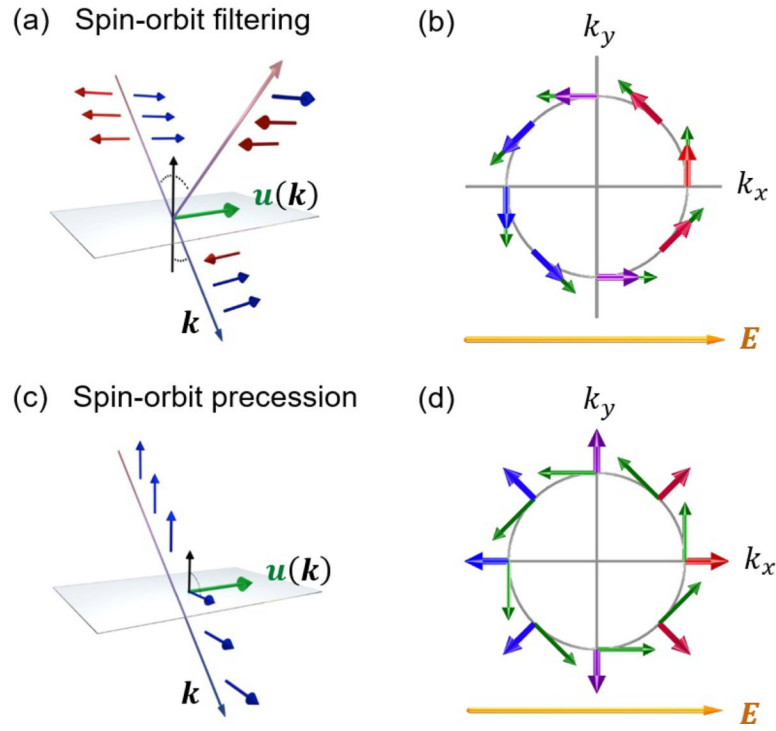 (a) Spin-orbit filtering
u(k)
k
(b)
k_y
k_x
E
(c) Spin-orbit precession
u(k)
k
(d)
k_y
k_x
E